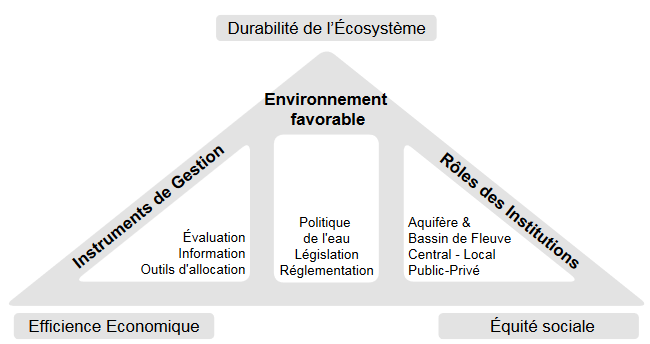 Durabilité de l’Écosystème
Environnement
favorable
Instruments de Gestion
Rôles des Institutions
Évaluation
Information
Outils d'allocation
Politique
de l'eau
Législation
Réglementation
Aquifère &
Bassin de Fleuve
Central - Local
Public-Privé
Efficience Economique
Équité sociale